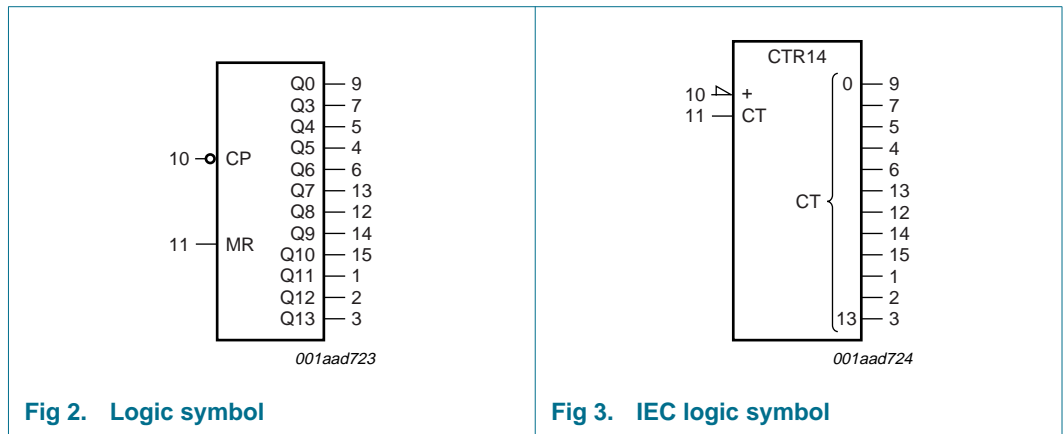 Q0 9
Q3 7
Q4 5
Q5 4
10 CP
Q6 6
Q7 13
Q8 12
Q9 14
11 MR
Q10 15
Q11 1
Q12 2
Q13 3
001aad723
Fig 2. Logic symbol
CTR14
0 9
10 +
7
11 CT
5
4
6
13
CT
12
14
15
1
2
13 3
001aad724
Fig 3. IEC logic symbol